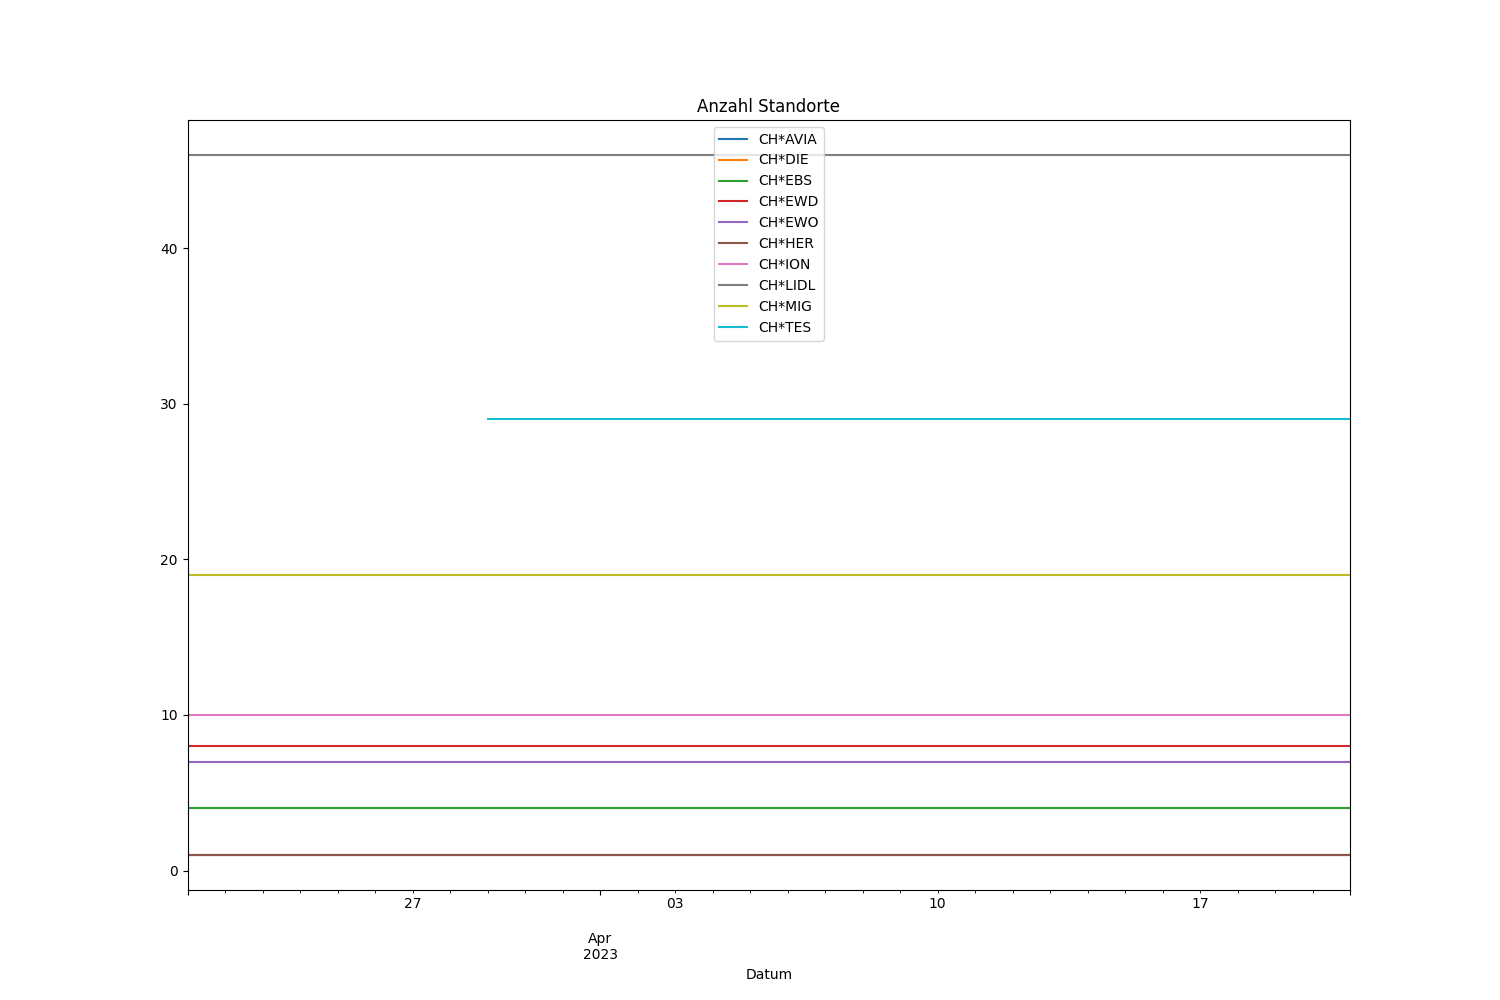 Anzahl Standorte
CH*AVIA
CH*DIE
CH*EBS
CH*EWD
CH*EWO
CH*HER
CH*ION
CH*LIDL
CH*MIG
CH*TES
40
30
20
10
0
27
03
10
17
Apr
2023
Datum